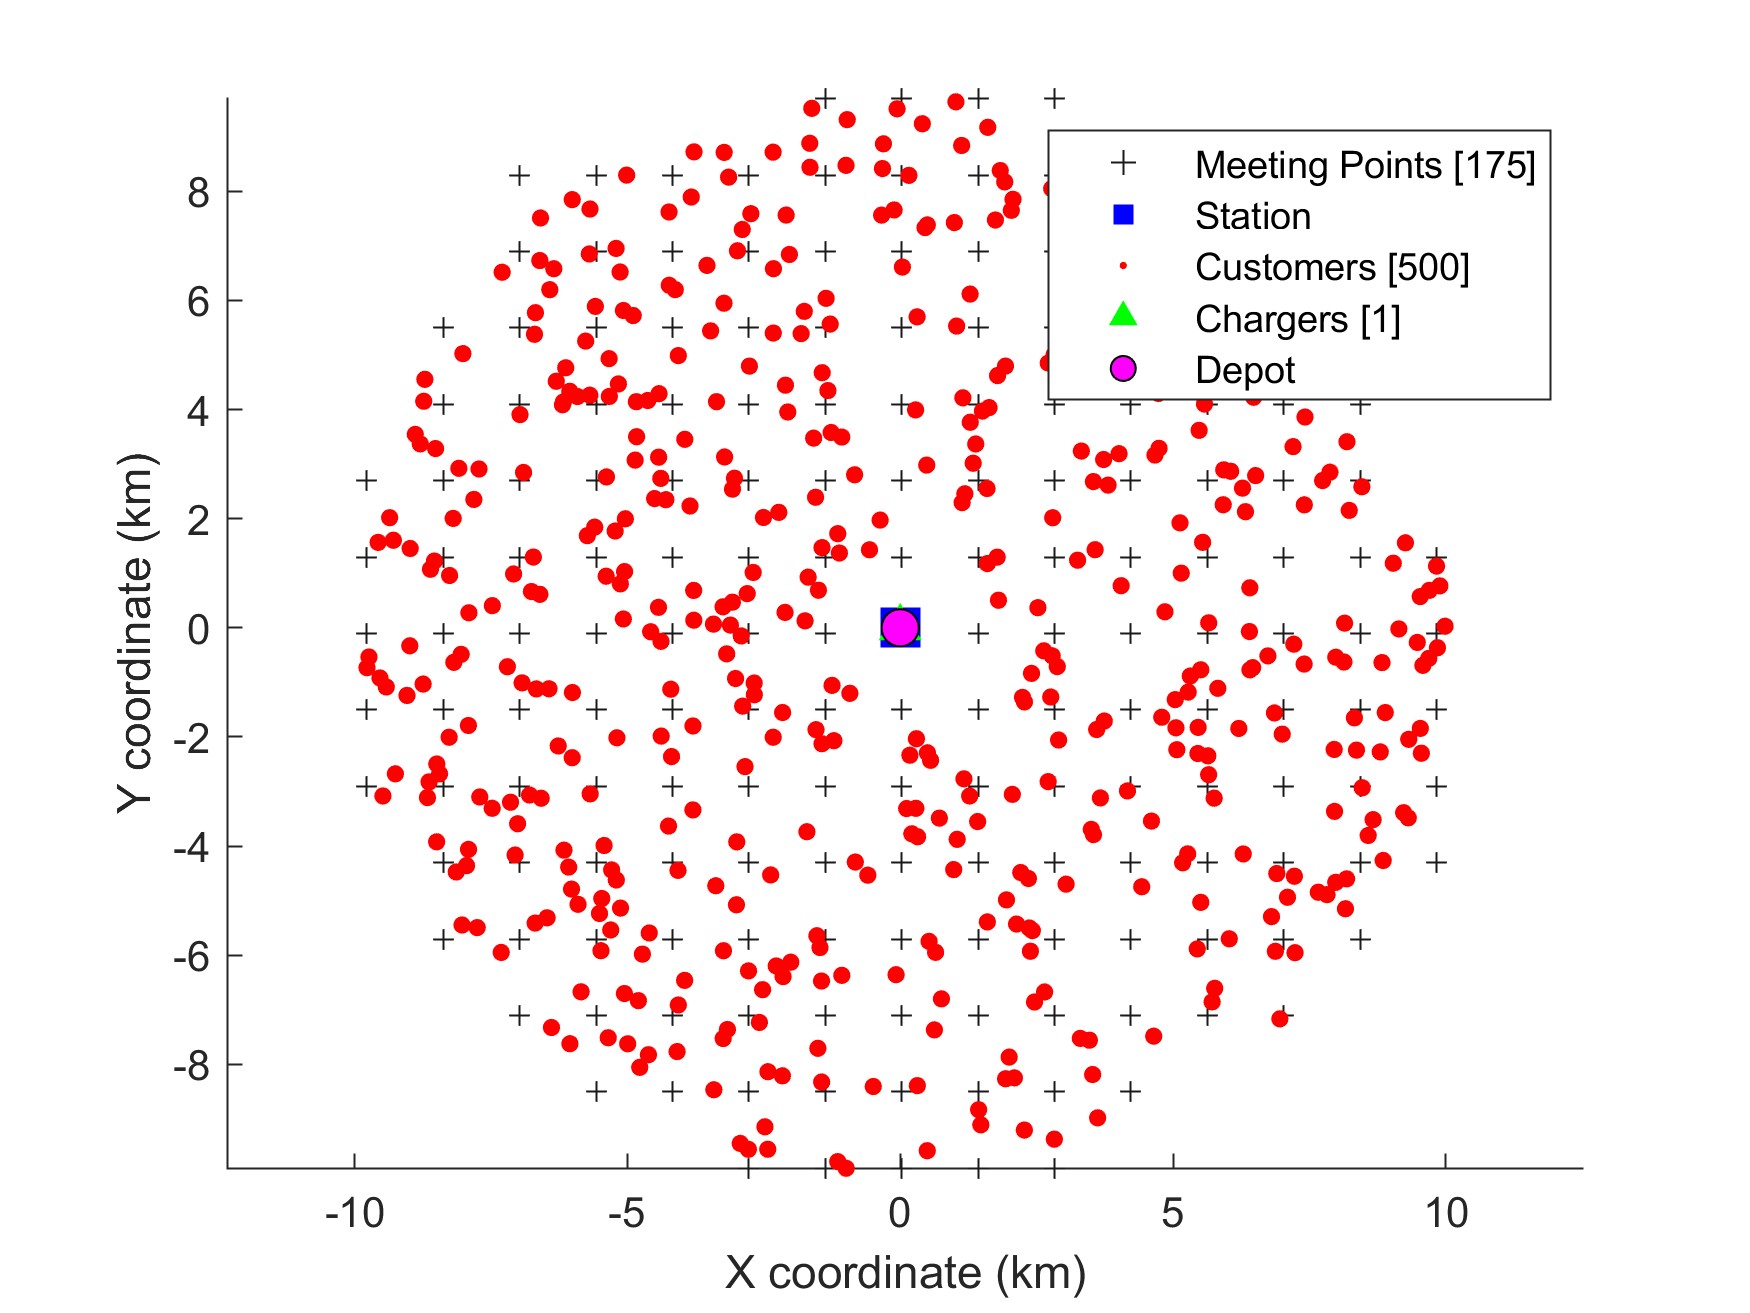 Meeting Points [175]
Station
Customers [500]
Chargers [1]
Depot
8
6
4
2
0
-2
-4
-6
-8
Y coordinate (km)
-10 -5 0 5 10
X coordinate (km)